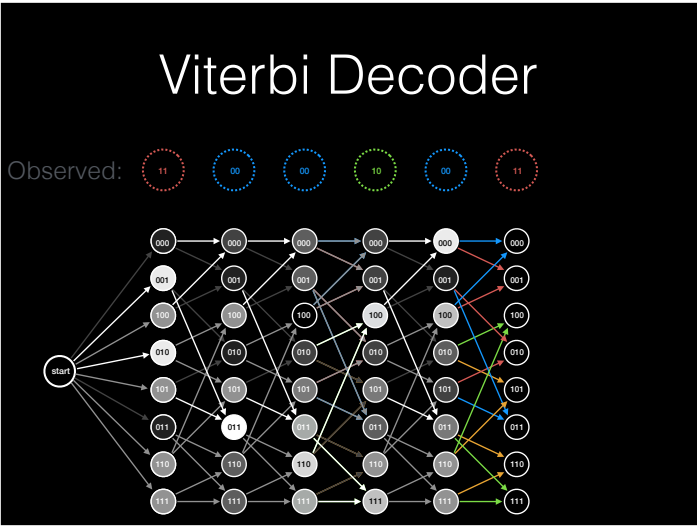 Viterbi Decoder
Observed: 11 00 00 10 00 11
000 000 000 000 000 000
001 001 001 001 001 001
100 100 100 100 100 100
010 010 010 010 010 010
start
101 101 101 101 101 101
011 011 011 011 011 011
110 110 110 110 110 110
111 111 111 111 111 111